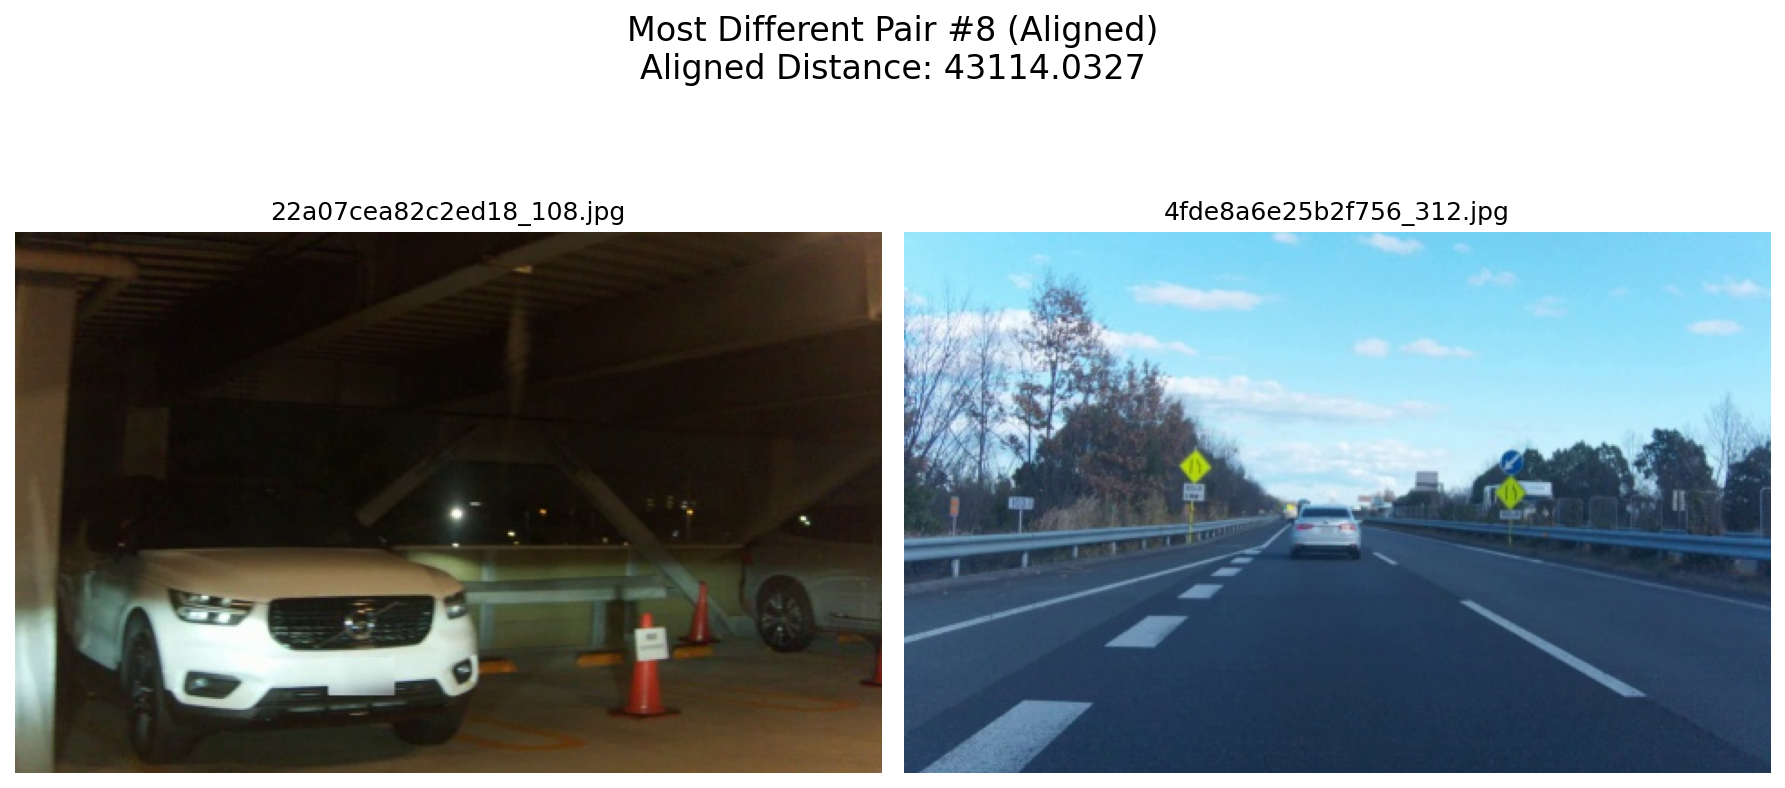 Most Different Pair #8 (Aligned)
Aligned Distance: 43114.0327
22a07cea82c2ed18_108.jpg
4fde8a6e25b2f756_312.jpg